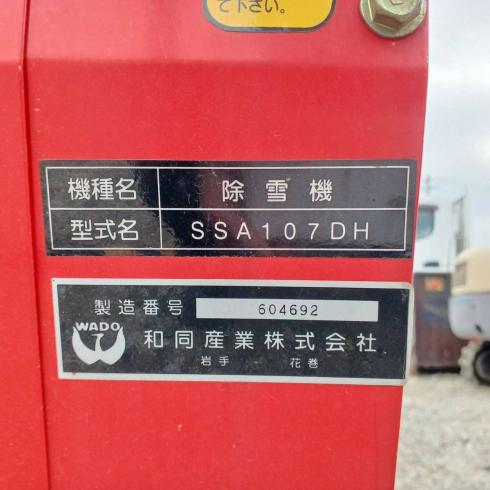 て下さい。
機種名 除雪機
型式名 SSA107DH
製造番号 604692
WADO 和同産業株式会社
岩手 花巻